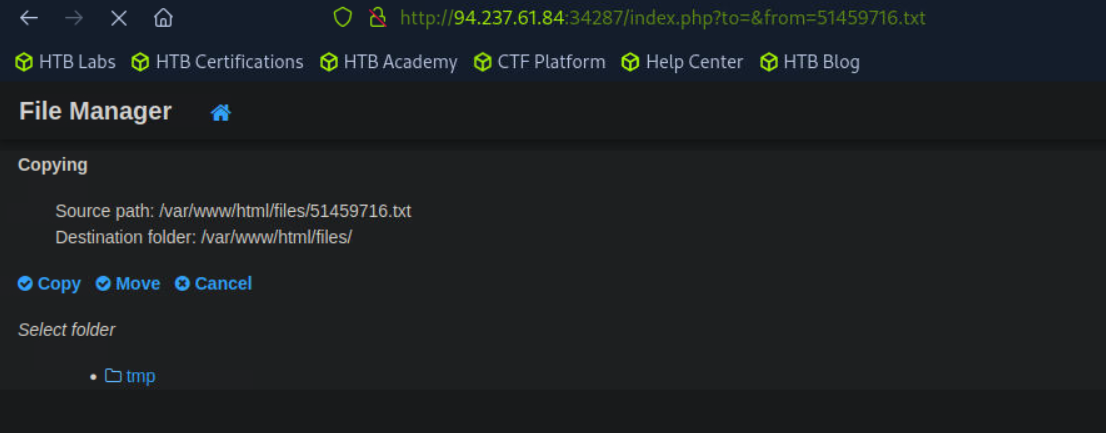 http://94.237.61.84:34287/index.php?to=&from=51459716.txt
HTB Labs HTB Certifications HTB Academy CTF Platform Help Center HTB Blog
File Manager
Copying
Source path: /var/www/html/files/51459716.txt
Destination folder: /var/www/html/files/
Copy Move Cancel
Select folder
tmp